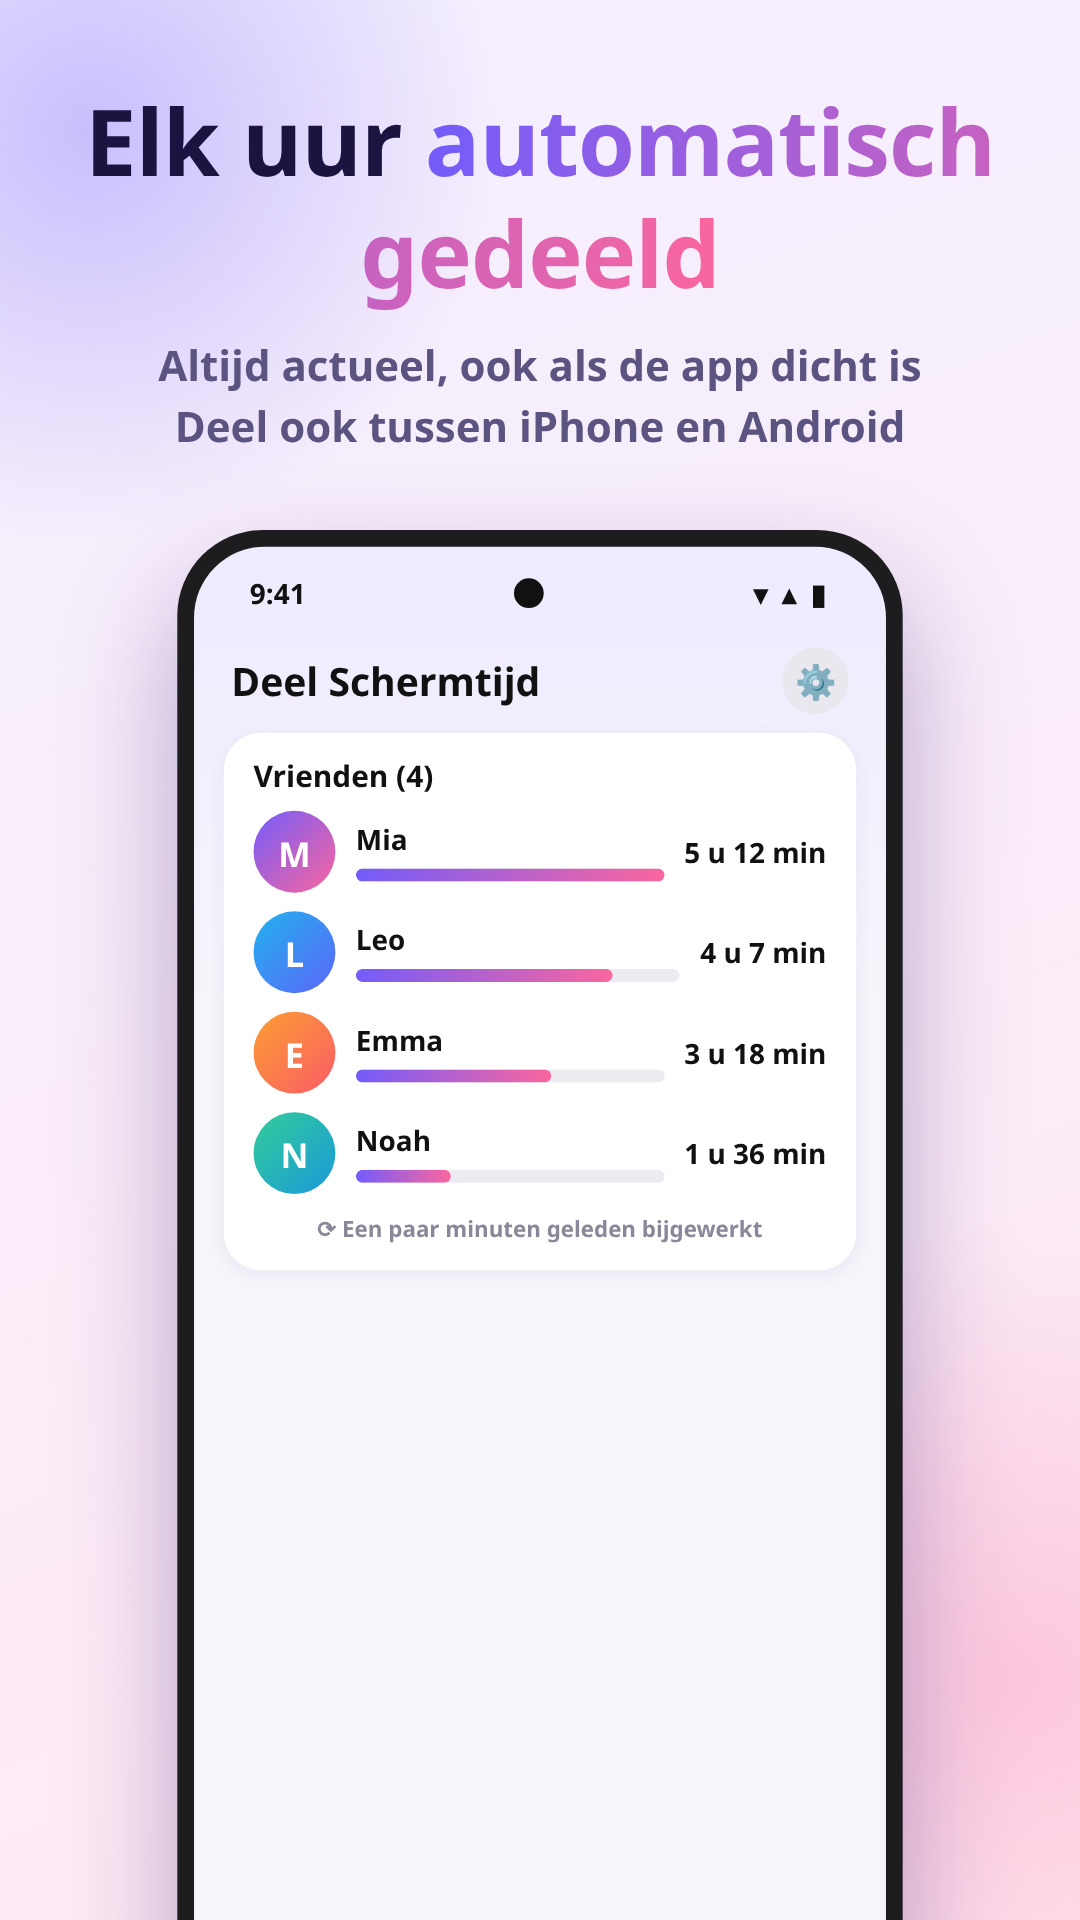 Elk uur automatisch
gedeeld
Altijd actueel, ook als de app dicht is
Deel ook tussen iPhone en Android
9:41
Deel Schermtijd
Vrienden (4)
M
Mia
5 u 12 min
L
Leo
4 u 7 min
E
Emma
3 u 18 min
N
Noah
1 u 36 min
⟳ Een paar minuten geleden bijgewerkt